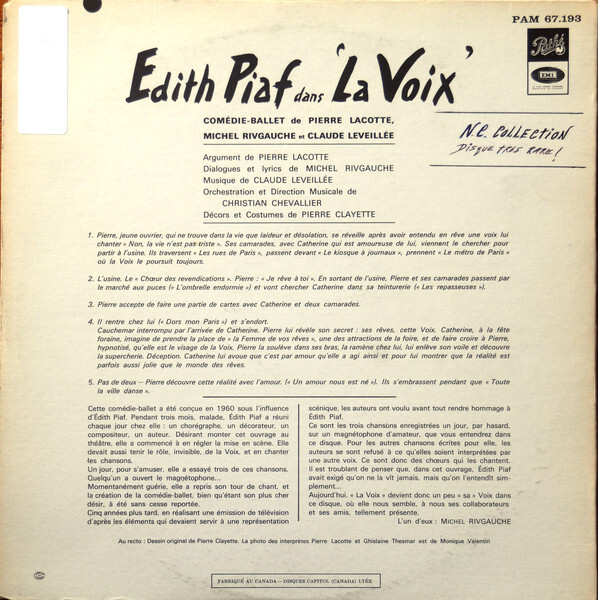 PAM 67.193
Pathé
EMI
Edith Piaf dans 'La Voix'
COMÉDIE-BALLET de PIERRE LACOTTE,
MICHEL RIVGAUCHE et CLAUDE LEVEILLÉE
N.C. COLLECTION
DISQUE TRES RARE!
Argument de PIERRE LACOTTE
Dialogues et lyrics de MICHEL RIVGAUCHE
Musique de CLAUDE LEVEILLÉE
Orchestration et Direction Musicale de
CHRISTIAN CHEVALLIER
Décors et Costumes de PIERRE CLAYETTE
1. Pierre, jeune ouvrier, qui ne trouve dans la vie que laideur et désolation, se réveille après avoir entendu en rêve une voix lui
chanter « Non, la vie n'est pas triste ». Ses camarades, avec Catherine qui est amoureuse de lui, viennent le chercher pour
partir à l'usine. Ils traversent « Les rues de Paris », passent devant « Le kiosque à journaux », prennent « Le métro de Paris »
où la Voix le poursuit toujours.
2. L'usine. Le « Chœur des revendications ». Pierre : « Je rêve à toi ». En sortant de l'usine, Pierre et ses camarades passent par
le marché aux puces (« L'ombrelle endormie ») et vont chercher Catherine dans sa teinturerie (« Les repasseuses »).
3. Pierre accepte de faire une partie de cartes avec Catherine et deux camarades.
4. Il rentre chez lui (« Dors mon Paris ») et s'endort.
Cauchemar interrompu par l'arrivée de Catherine. Pierre lui révèle son secret : ses rêves, cette Voix. Catherine, à la fête
foraine, imagine de prendre la place de « la Femme de vos rêves », une des attractions de la foire, et de faire croire à Pierre,
hypnotisé, qu'elle est le visage de la Voix. Pierre la soulève dans ses bras, la ramène chez lui, lui enlève son voile et découvre
la supercherie. Déception. Catherine lui avoue que c'est par amour qu'elle a agi ainsi et pour lui montrer que la réalité est
parfois aussi jolie que le monde des rêves.
5. Pas de deux — Pierre découvre cette réalité avec l'amour. (« Un amour nous est né »). Ils s'embrassent pendant que « Toute
la ville danse ».
Cette comédie-ballet a été conçue en 1960 sous l'influence
d'Édith Piaf. Pendant trois mois, malade, Édith Piaf a réuni
chaque jour chez elle : un chorégraphe, un décorateur, un
compositeur, un auteur. Désirant monter cet ouvrage au
théâtre, elle a commencé à en régler la mise en scène. Elle
devait aussi tenir le rôle, invisible, de la Voix, et en chanter
les chansons.
Un jour, pour s'amuser, elle a essayé trois de ces chansons.
Quelqu'un a ouvert le magnétophone...
Momentanément guérie, elle a repris son tour de chant, et
la création de la comédie-ballet, bien qu'étant son plus cher
désir, à été sans cesse reportée.
Cinq années plus tard, en réalisant une émission de télévision
d'après les éléments qui devaient servir à une représentation
scénique, les auteurs ont voulu avant tout rendre hommage à
Édith Piaf.
Ce sont les trois chansons enregistrées un jour, par hasard,
sur un magnétophone d'amateur, que vous entendrez dans
ce disque. Pour les autres chansons écrites pour elle, les
auteurs se sont refusé à ce qu'elles soient interprétées par
une autre voix. Ce sont donc des chœurs qui les chantent.
Il est troublant de penser que, dans cet ouvrage, Édith Piaf
avait exigé qu'on ne la vît jamais, mais qu'on l'entendît sim-
plement...
Aujourd'hui, « La Voix » devient donc un peu « sa » Voix dans
ce disque, où elle nous semble, à nous ses collaborateurs
et ses amis, tellement présente.
L'un d'eux : MICHEL RIVGAUCHE
Au recto : Dessin original de Pierre Clayette. La photo des interprètes Pierre Lacotte et Ghislaine Thesmar est de Monique Valentin
FABRIQUÉ AU CANADA — DISQUES CAPITOL (CANADA) LTÉE.